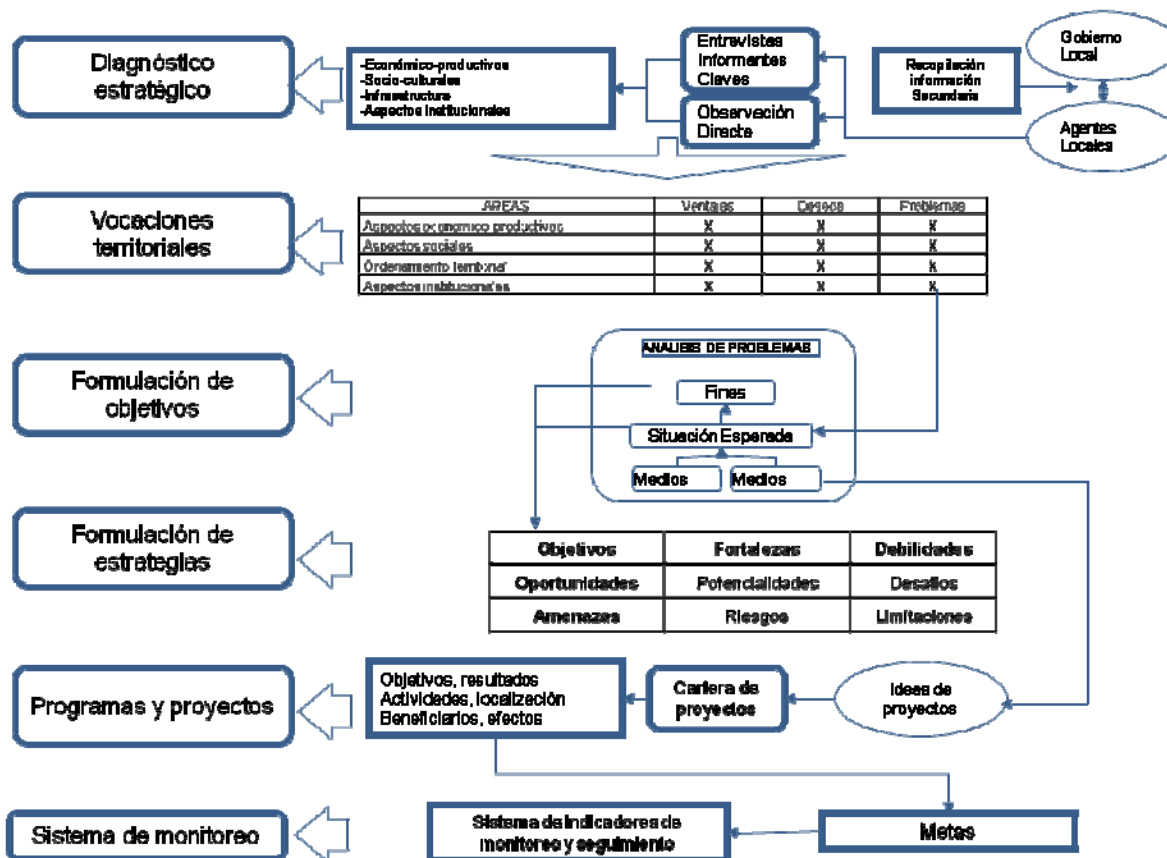 Diagnóstico
estratégico
-Económico-productivos
-Socio-culturales
-Infraestructura
-Aspectos institucionales
Entrevistas
Informantes
Claves
Observación
Directa
Recopilación
información
Secundaria
Gobierno
Local
Agentes
Locales
Vocaciones
territoriales
AREAS Ventajas Deseos Problemas
Aspectos económico productivos X X X
Aspectos sociales X X X
Ordenamiento territorial X X X
Aspectos institucionales X X X
Formulación de
objetivos
ANALISIS DE PROBLEMAS
Fines
Situación Esperada
Medios Medios
Formulación de
estrategias
Objetivos Fortalezas Debilidades
Oportunidades Potencialidades Desafíos
Amenazas Riesgos Limitaciones
Programas y proyectos
Objetivos, resultados
Actividades, localización
Beneficiarios, efectos
Cartera de
proyectos
Ideas de
proyectos
Sistema de monitoreo
Sistema de indicadores de
monitoreo y seguimiento
Metas